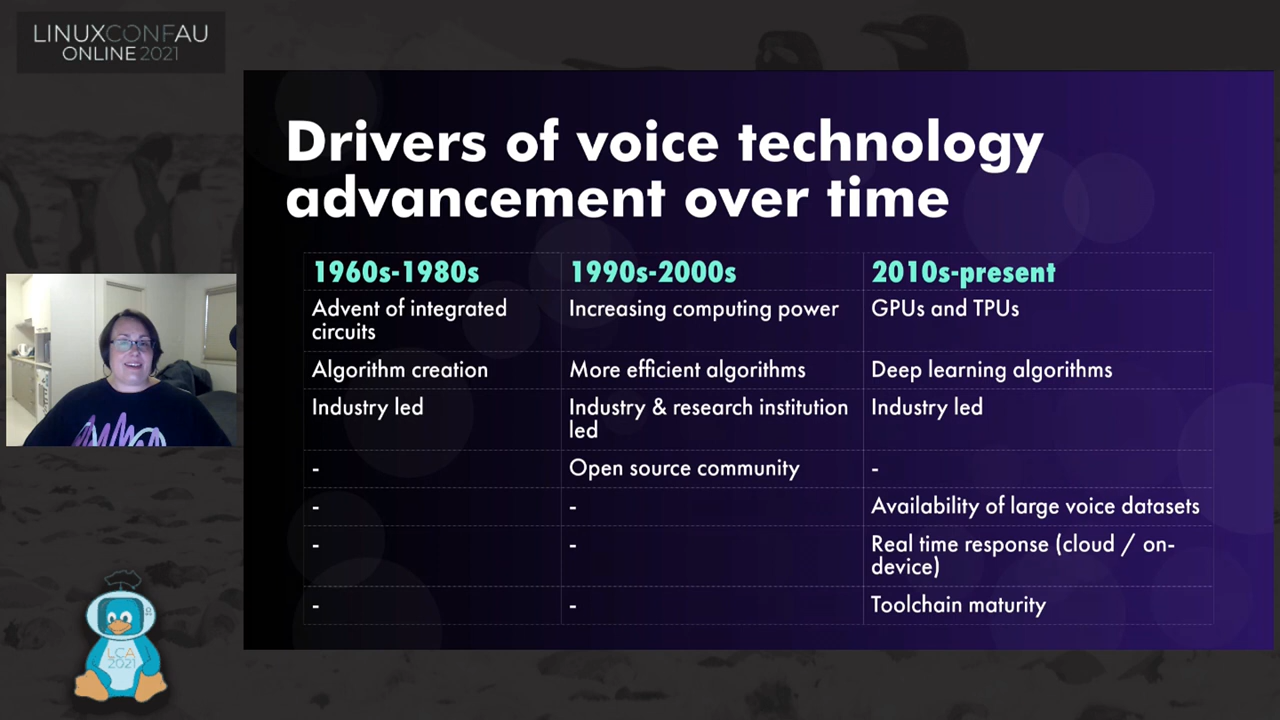 LINUXCONFAU
ONLINE 2021
Drivers of voice technology
advancement over time
1960s-1980s 1990s-2000s 2010s-present
Advent of integrated
circuits
Increasing computing power
GPUs and TPUs
Algorithm creation
More efficient algorithms
Deep learning algorithms
Industry led
Industry & research institution
led
Industry led
-
Open source community
-
-
-
Availability of large voice datasets
-
-
Real time response (cloud / on-
device)
-
-
Toolchain maturity
LCA
2021